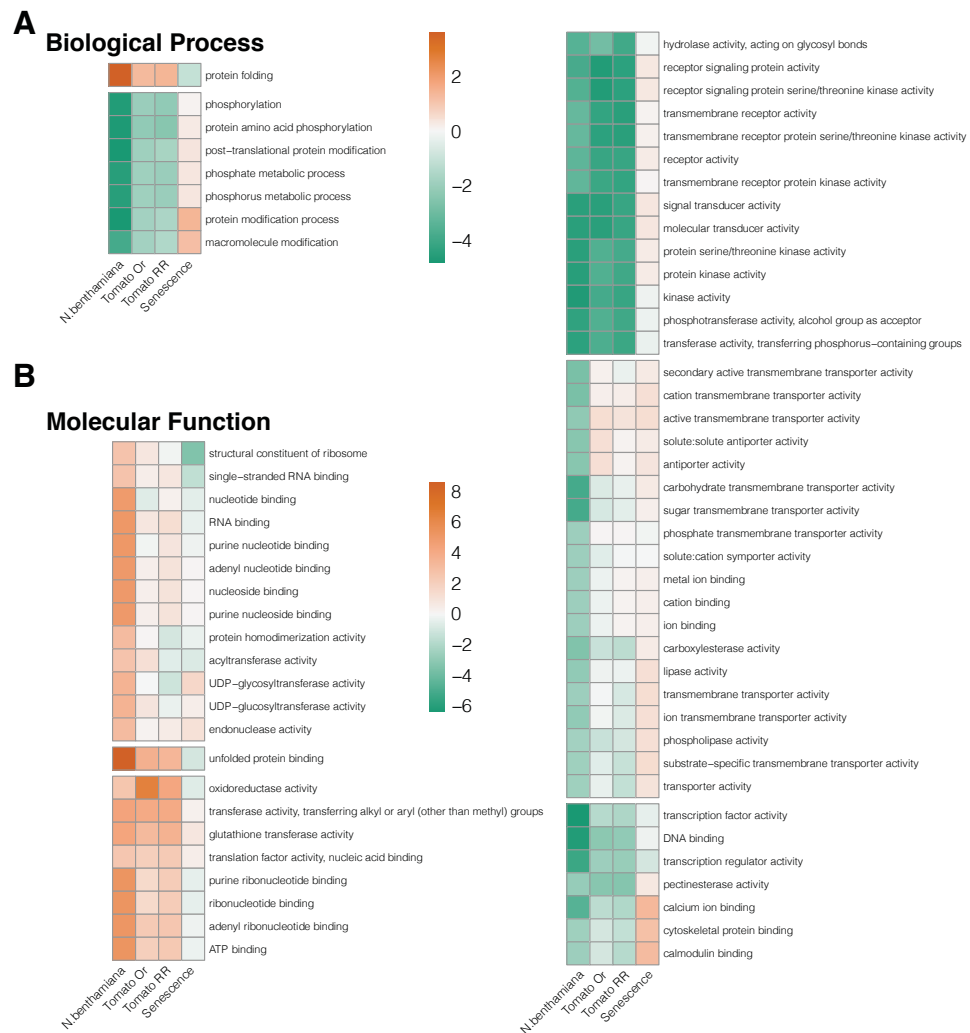 A
Biological Process
protein folding
phosphorylation
protein amino acid phosphorylation
post−translational protein modification
phosphate metabolic process
phosphorus metabolic process
protein modification process
macromolecule modification
N.benthamiana
Tomato Or
Tomato RR
Senescence
2
0
−2
−4
B
Molecular Function
structural constituent of ribosome
single−stranded RNA binding
nucleotide binding
RNA binding
purine nucleotide binding
adenyl nucleotide binding
nucleoside binding
purine nucleoside binding
protein homodimerization activity
acyltransferase activity
UDP−glycosyltransferase activity
UDP−glucosyltransferase activity
endonuclease activity
unfolded protein binding
oxidoreductase activity
transferase activity, transferring alkyl or aryl (other than methyl) groups
glutathione transferase activity
translation factor activity, nucleic acid binding
purine ribonucleotide binding
ribonucleotide binding
adenyl ribonucleotide binding
ATP binding
N.benthamiana
Tomato Or
Tomato RR
Senescence
8
6
4
2
0
−2
−4
−6
hydrolase activity, acting on glycosyl bonds
receptor signaling protein activity
receptor signaling protein serine/threonine kinase activity
transmembrane receptor activity
transmembrane receptor protein serine/threonine kinase activity
receptor activity
transmembrane receptor protein kinase activity
signal transducer activity
molecular transducer activity
protein serine/threonine kinase activity
protein kinase activity
kinase activity
phosphotransferase activity, alcohol group as acceptor
transferase activity, transferring phosphorus−containing groups
secondary active transmembrane transporter activity
cation transmembrane transporter activity
active transmembrane transporter activity
solute:solute antiporter activity
antiporter activity
carbohydrate transmembrane transporter activity
sugar transmembrane transporter activity
phosphate transmembrane transporter activity
solute:cation symporter activity
metal ion binding
cation binding
ion binding
carboxylesterase activity
lipase activity
transmembrane transporter activity
ion transmembrane transporter activity
phospholipase activity
substrate−specific transmembrane transporter activity
transporter activity
transcription factor activity
DNA binding
transcription regulator activity
pectinesterase activity
calcium ion binding
cytoskeletal protein binding
calmodulin binding
N.benthamiana
Tomato Or
Tomato RR
Senescence